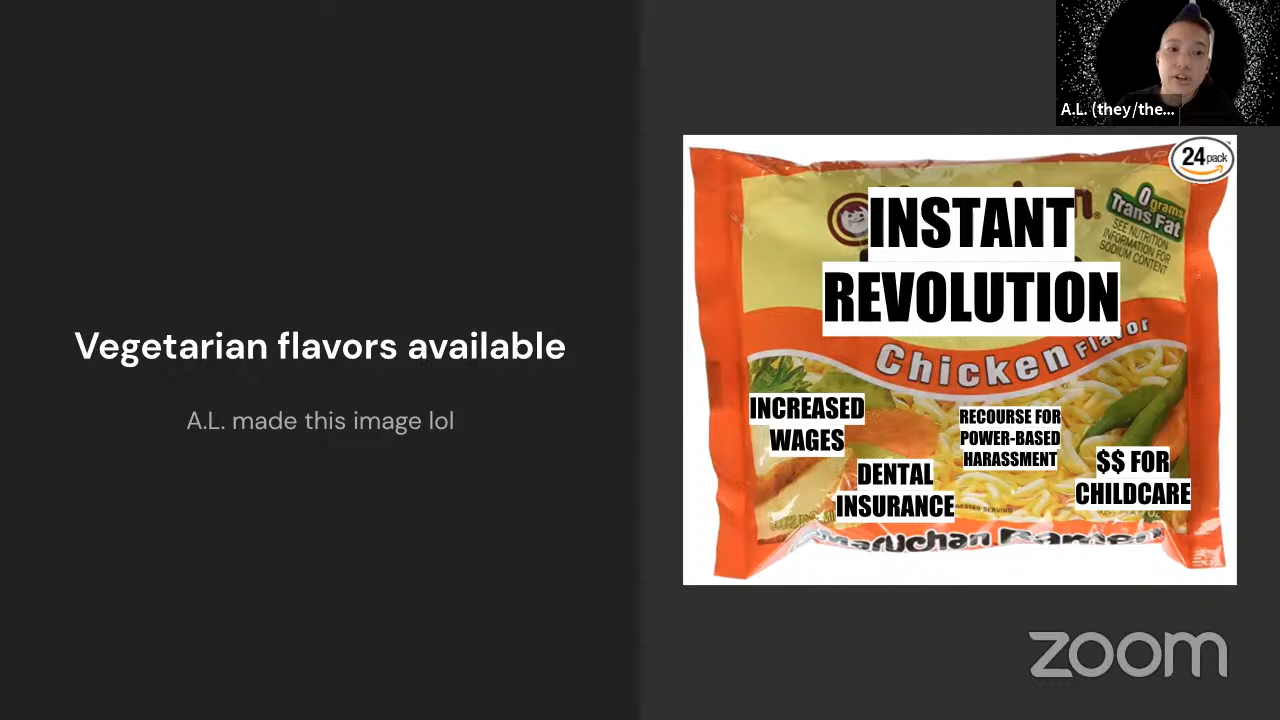 A.L. (they/the...
Vegetarian flavors available
A.L. made this image lol
24 pack
0 grams
Trans Fat
SEE NUTRITION
INFORMATION FOR
SODIUM CONTENT
INSTANT
REVOLUTION
Chicken Flavor
INCREASED
WAGES
DENTAL
INSURANCE
RECOURSE FOR
POWER-BASED
HARASSMENT
$$ FOR
CHILDCARE
Maruchan Ramen
zoom